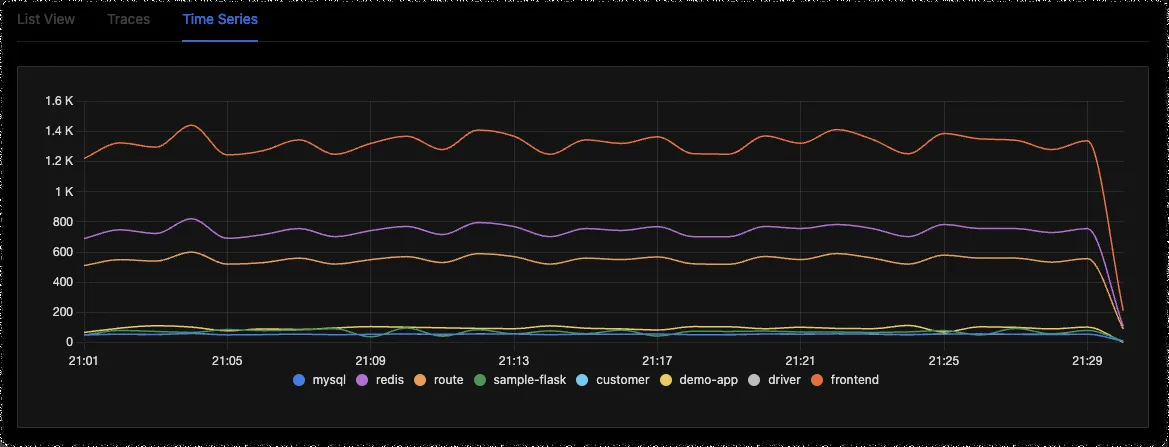 List View Traces Time Series
1.6 K
1.4 K
1.2 K
1 K
800
600
400
200
0
21:01 21:05 21:09 21:13 21:17 21:21 21:25 21:29
mysql redis route sample-flask customer demo-app driver frontend